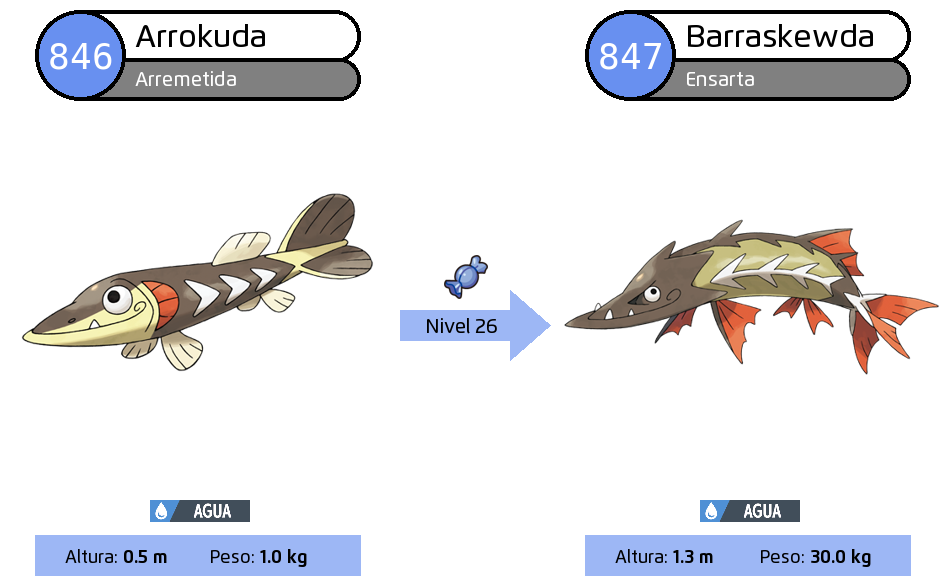 846
Arrokuda
Arremetida
847
Barraskewda
Ensarta
Nivel 26
AGUA
AGUA
Altura: 0.5 m
Peso: 1.0 kg
Altura: 1.3 m
Peso: 30.0 kg